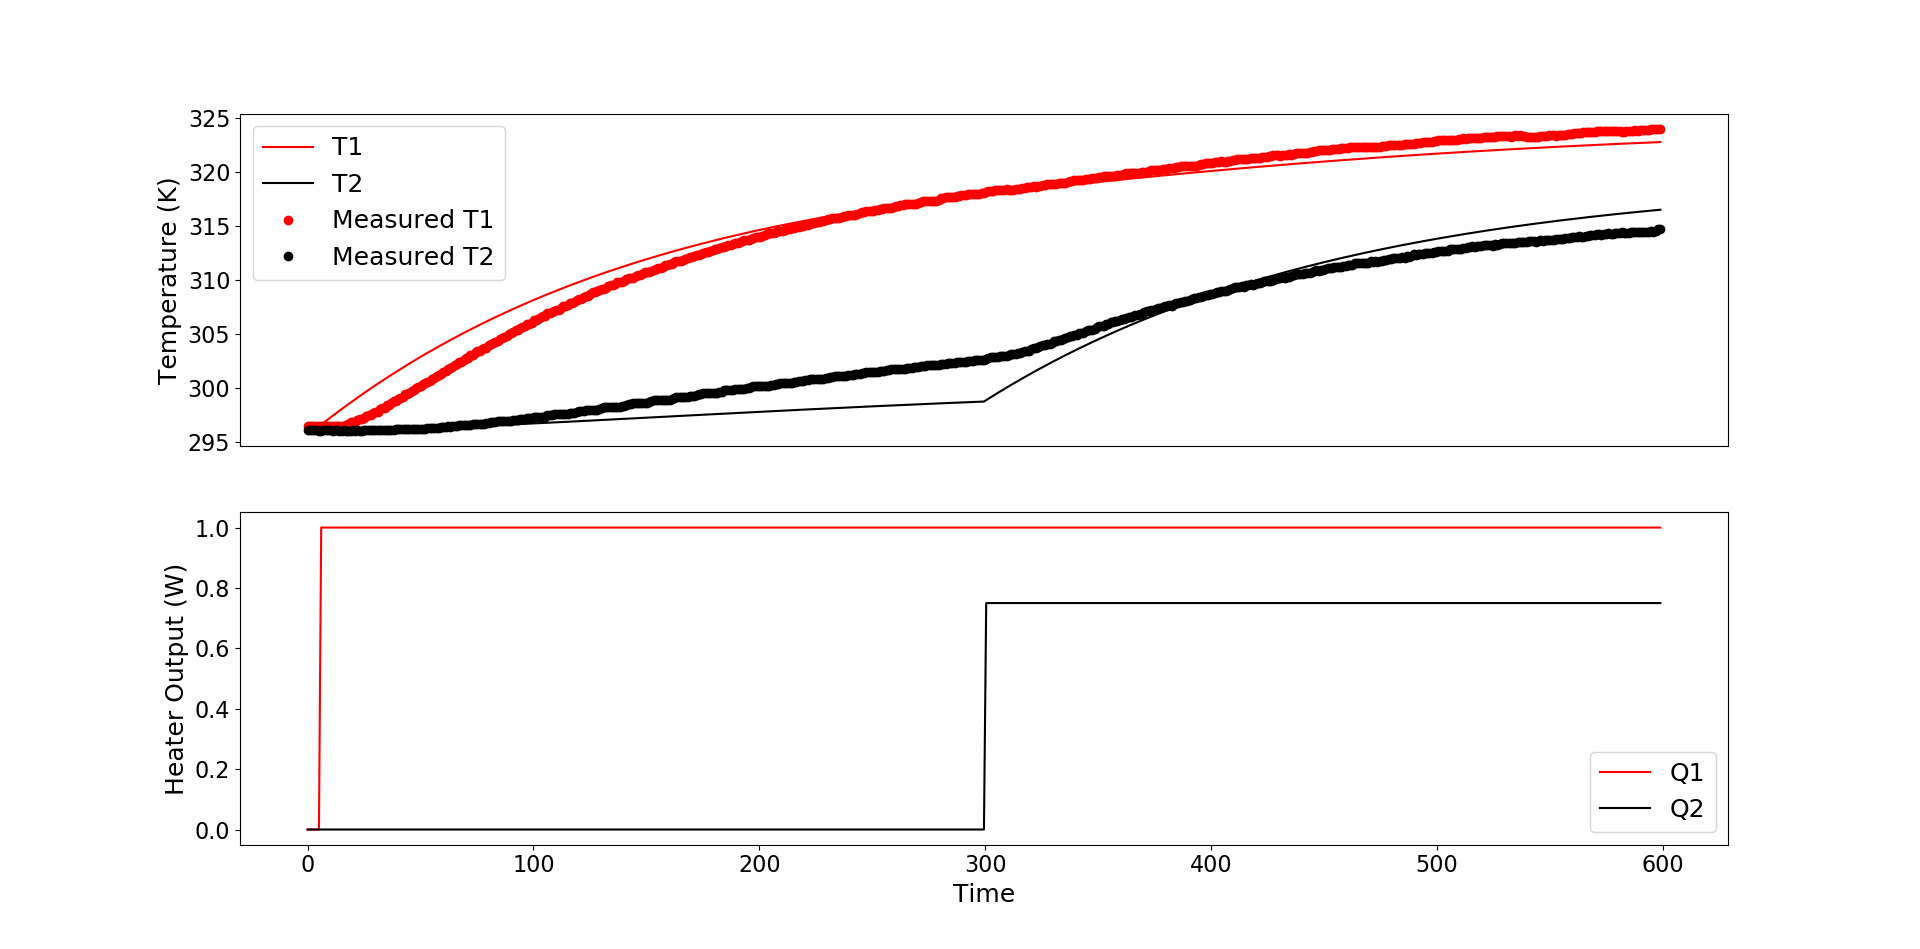 325
320
315
310
305
300
295
Temperature (K)
T1
T2
Measured T1
Measured T2
1.0
0.8
0.6
0.4
0.2
0.0
Heater Output (W)
Q1
Q2
0 100 200 300 400 500 600
Time